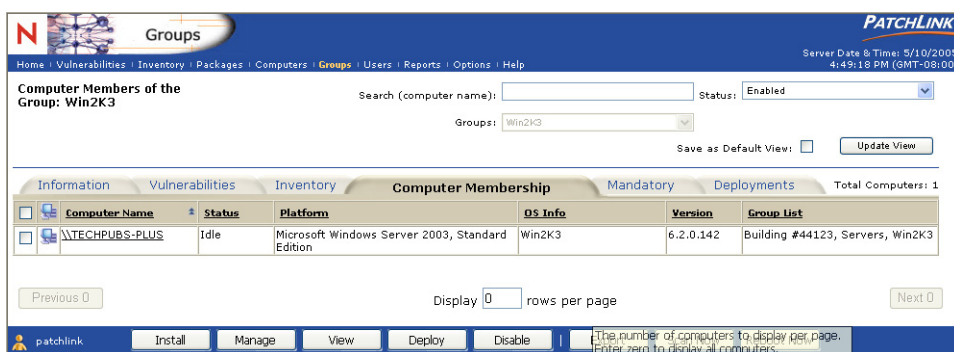 N Groups PATCHLINK
Server Date & Time: 5/10/2005
Home Vulnerabilities Inventory Packages Computers Groups Users Reports Options Help 4:49:18 PM (GMT-08:00
Computer Members of the
Group: Win2K3
Search (computer name): Status: Enabled
Groups: Win2K3
Save as Default View: Update View
Information Vulnerabilities Inventory Computer Membership Mandatory Deployments Total Computers: 1
Computer Name Status Platform OS Info Version Group List
\\TECHPUBS-PLUS Idle Microsoft Windows Server 2003, Standard Win2K3 6.2.0.142 Building #44123, Servers, Win2K3
Edition
Previous 0 Display 0 rows per page Next 0
patchlink Install Manage View Deploy Disable | The number of computers to display per page.
Enter zero to display all computers.